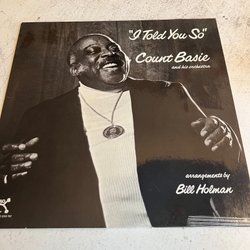 "I Told You So"
Count Basie
and his orchestra
arrangements by
Bill Holman